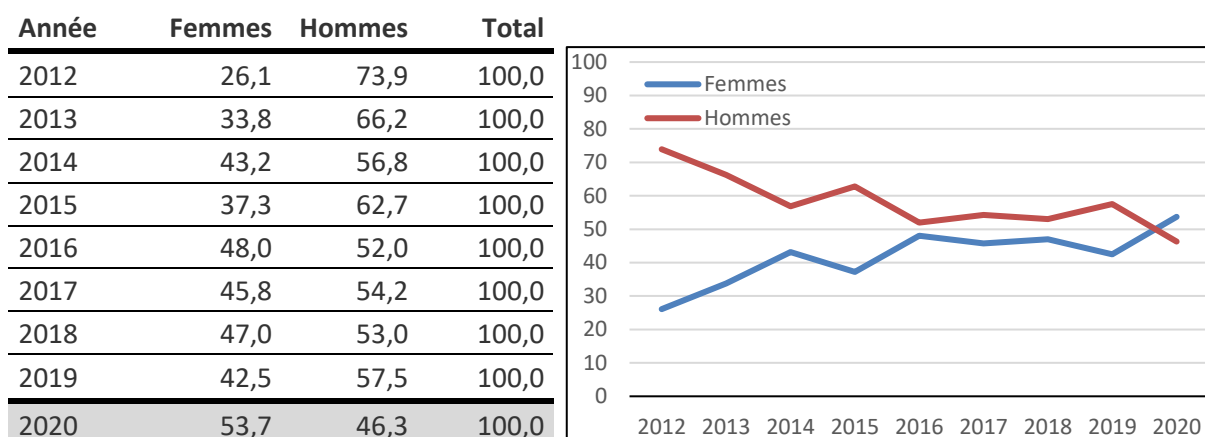 Année Femmes Hommes Total
2012 26,1 73,9 100,0
2013 33,8 66,2 100,0
2014 43,2 56,8 100,0
2015 37,3 62,7 100,0
2016 48,0 52,0 100,0
2017 45,8 54,2 100,0
2018 47,0 53,0 100,0
2019 42,5 57,5 100,0
2020 53,7 46,3 100,0
100
90
80
70
60
50
40
30
20
10
0
Femmes
Hommes
2012 2013 2014 2015 2016 2017 2018 2019 2020